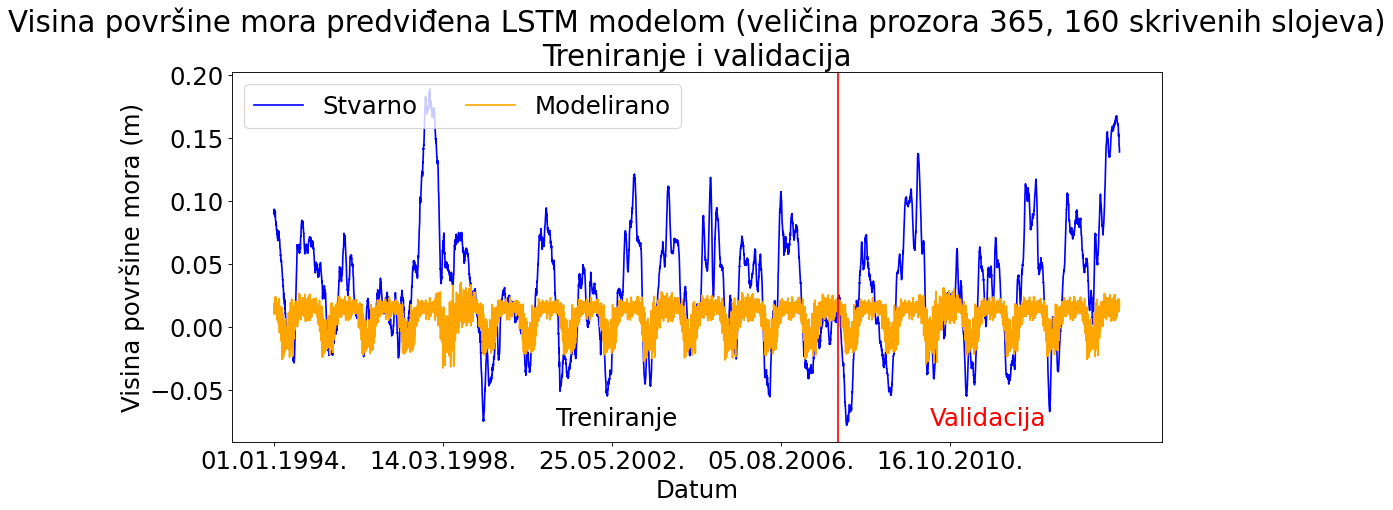 Visina površine mora predviđena LSTM modelom (veličina prozora 365, 160 skrivenih slojeva)
Treniranje i validacija
Stvarno Modelirano
Visina površine mora (m)
0.20
0.15
0.10
0.05
0.00
−0.05
Treniranje Validacija
01.01.1994. 14.03.1998. 25.05.2002. 05.08.2006. 16.10.2010.
Datum